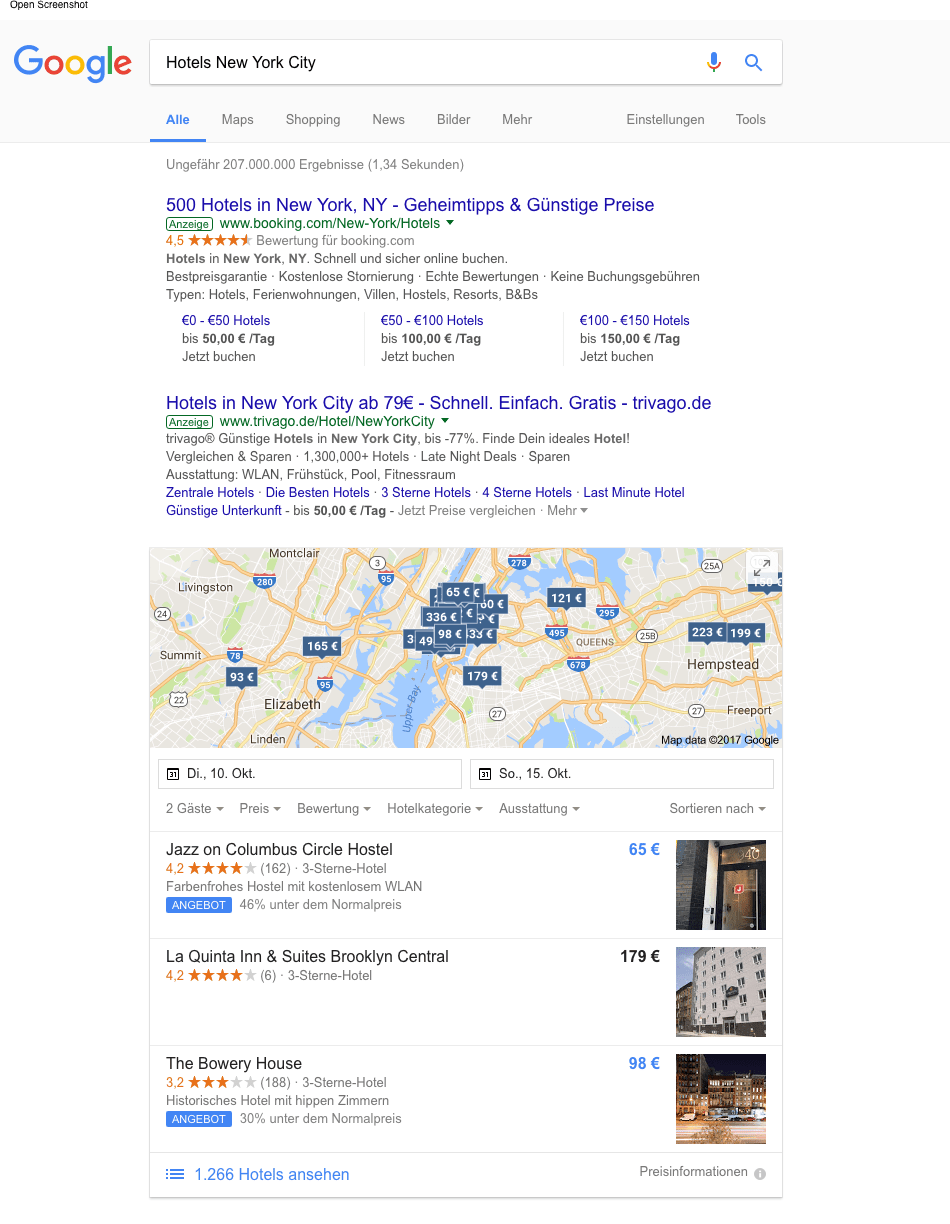 Open Screenshot
Google
Hotels New York City
Alle Maps Shopping News Bilder Mehr Einstellungen Tools
Ungefähr 207.000.000 Ergebnisse (1,34 Sekunden)
500 Hotels in New York, NY - Geheimtipps & Günstige Preise
Anzeige www.booking.com/New-York/Hotels
4,5 Bewertung für booking.com
Hotels in New York, NY. Schnell und sicher online buchen.
Bestpreisgarantie · Kostenlose Stornierung · Echte Bewertungen · Keine Buchungsgebühren
Typen: Hotels, Ferienwohnungen, Villen, Hostels, Resorts, B&Bs
€0 - €50 Hotels €50 - €100 Hotels €100 - €150 Hotels
bis 50,00 € /Tag bis 100,00 € /Tag bis 150,00 € /Tag
Jetzt buchen Jetzt buchen Jetzt buchen
Hotels in New York City ab 79€ - Schnell. Einfach. Gratis - trivago.de
Anzeige www.trivago.de/Hotel/NewYorkCity
trivago® Günstige Hotels in New York City, bis -77%. Finde Dein ideales Hotel!
Vergleichen & Sparen · 1,300,000+ Hotels · Late Night Deals · Sparen
Ausstattung: WLAN, Frühstück, Pool, Fitnessraum
Zentrale Hotels · Die Besten Hotels · 3 Sterne Hotels · 4 Sterne Hotels · Last Minute Hotel
Günstige Unterkunft - bis 50,00 € /Tag - Jetzt Preise vergleichen · Mehr
Montclair
3
278
25A
Livingston
280
95
65 €
121 €
24
336 €
295
165 €
49
98 €
495
QUEENS
25B
223 €
199 €
Summit
78
93 €
95
179 €
678
Hempstead
22
Elizabeth
Upper Bay
27
27
Freeport
Linden
Map data ©2017 Google
31 Di., 10. Okt. 31 So., 15. Okt.
2 Gäste Preis Bewertung Hotelkategorie Ausstattung Sortieren nach
Jazz on Columbus Circle Hostel 65 €
4,2 (162) · 3-Sterne-Hotel
Farbenfrohes Hostel mit kostenlosem WLAN
ANGEBOT 46% unter dem Normalpreis
La Quinta Inn & Suites Brooklyn Central 179 €
4,2 (6) · 3-Sterne-Hotel
The Bowery House 98 €
3,2 (188) · 3-Sterne-Hotel
Historisches Hotel mit hippen Zimmern
ANGEBOT 30% unter dem Normalpreis
1.266 Hotels ansehen Preisinformationen